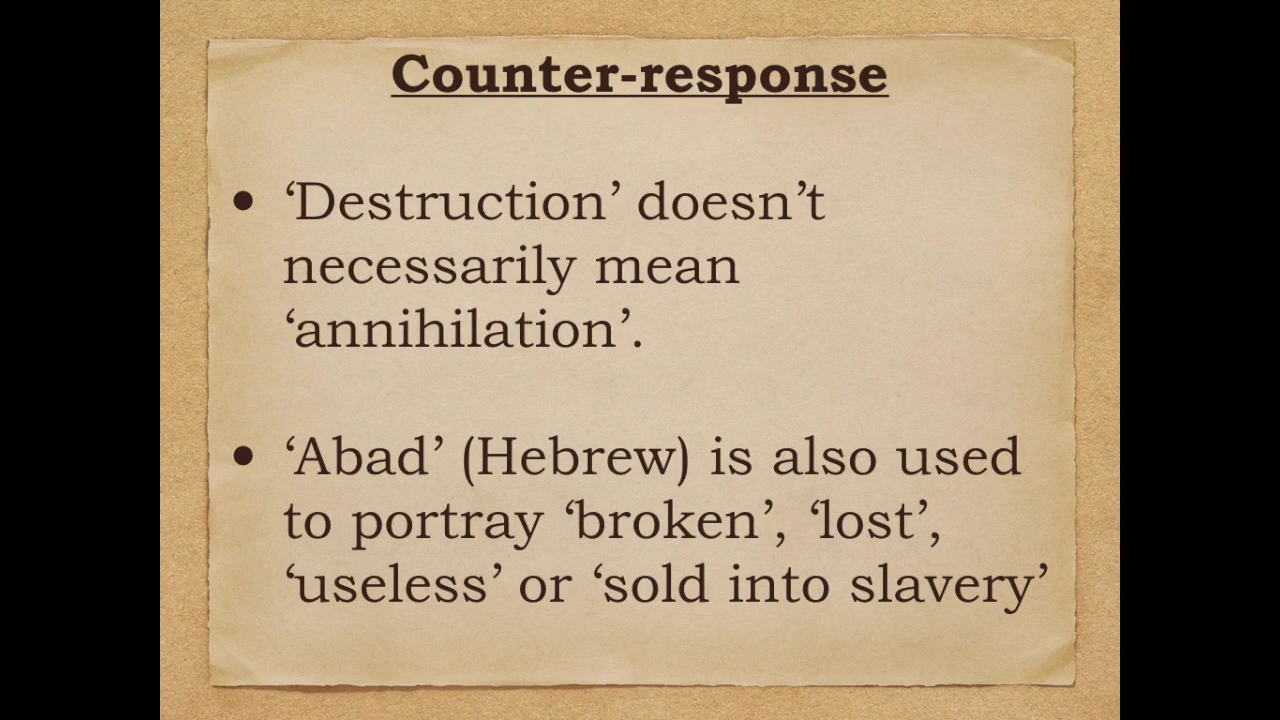 Counter-response
• ‘Destruction’ doesn’t
necessarily mean
‘annihilation’.
• ‘Abad’ (Hebrew) is also used
to portray ‘broken’, ‘lost’,
‘useless’ or ‘sold into slavery’